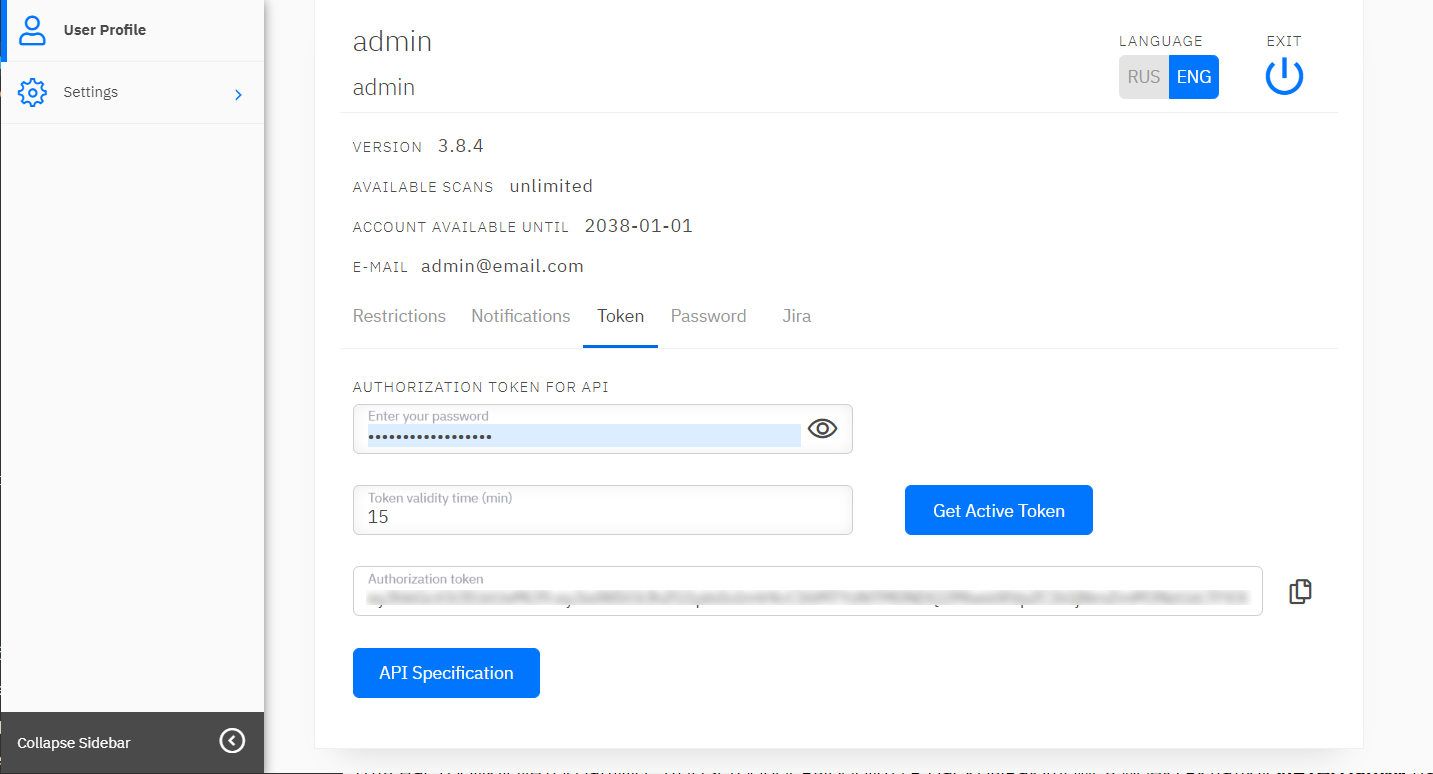 User Profile
Settings
Collapse Sidebar
admin
admin
LANGUAGE
RUS ENG
EXIT
VERSION 3.8.4
AVAILABLE SCANS unlimited
ACCOUNT AVAILABLE UNTIL 2038-01-01
E-MAIL admin@email.com
Restrictions Notifications Token Password Jira
AUTHORIZATION TOKEN FOR API
Enter your password
••••••••••••••••••
Token validity time (min)
15
Get Active Token
Authorization token
API Specification